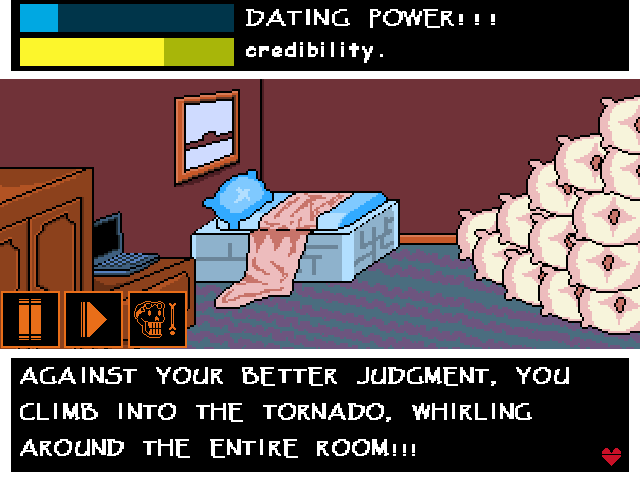 DATING POWER!!!
credibility.
AGAINST YOUR BETTER JUDGMENT, YOU
CLIMB INTO THE TORNADO, WHIRLING
AROUND THE ENTIRE ROOM!!!